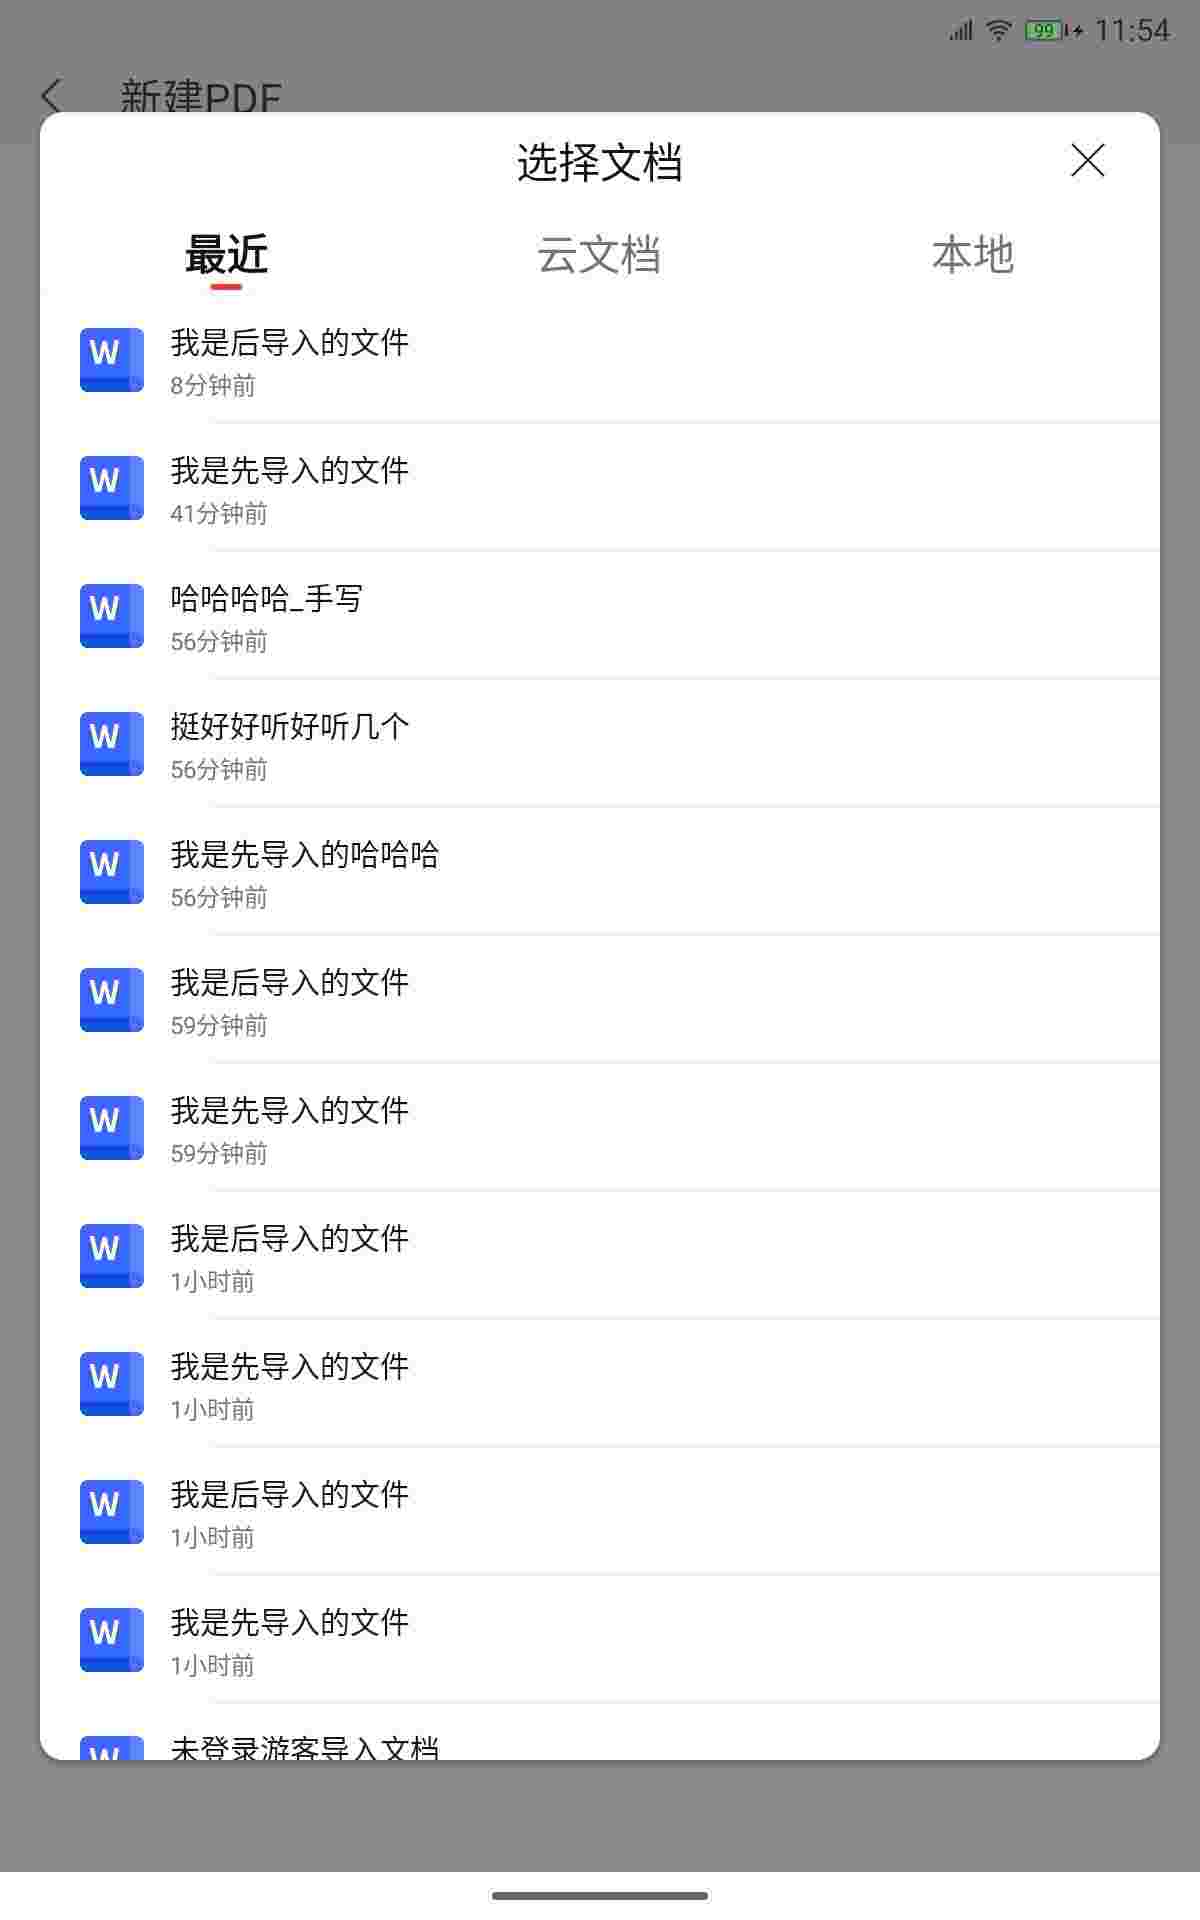 99 11:54
新建PDF
选择文档
最近 云文档 本地
W 我是后导入的文件
8分钟前
W 我是先导入的文件
41分钟前
W 哈哈哈哈_手写
56分钟前
W 挺好好听好听几个
56分钟前
W 我是先导入的哈哈哈
56分钟前
W 我是后导入的文件
59分钟前
W 我是先导入的文件
59分钟前
W 我是后导入的文件
1小时前
W 我是先导入的文件
1小时前
W 我是后导入的文件
1小时前
W 我是先导入的文件
1小时前
W 未登录游客导入文档